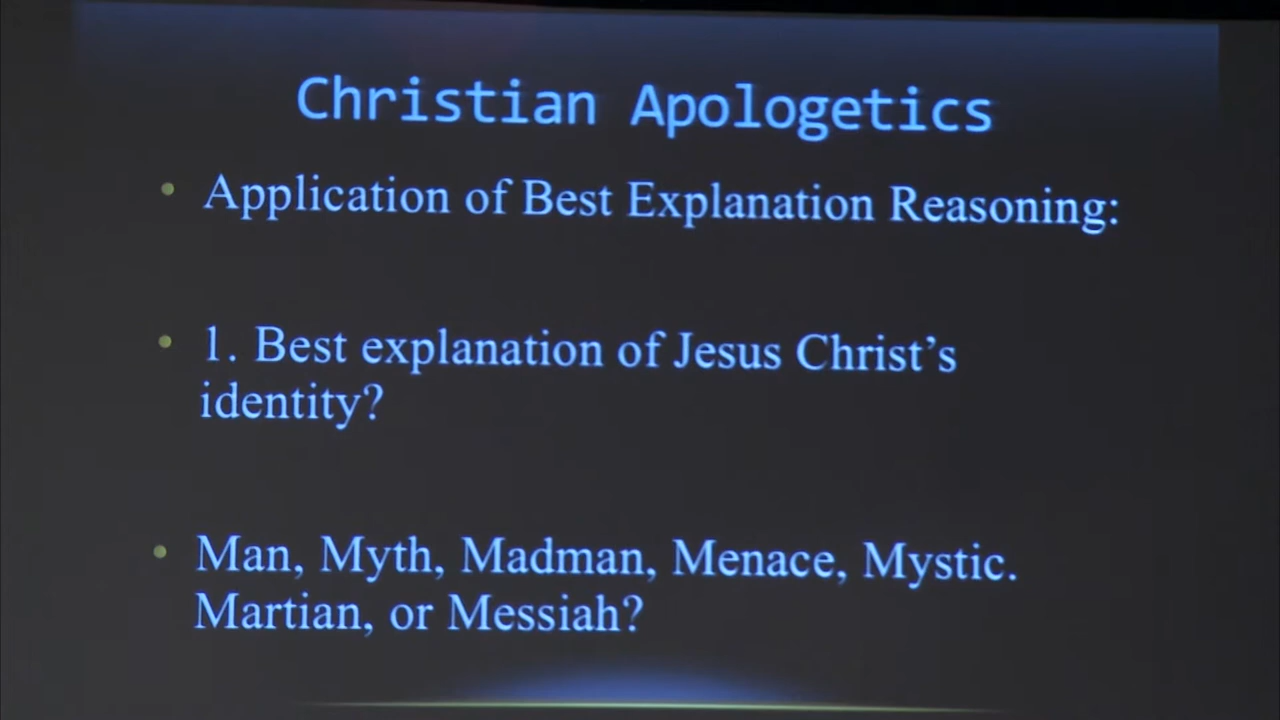 Christian Apologetics
• Application of Best Explanation Reasoning:
• 1. Best explanation of Jesus Christ’s
identity?
• Man, Myth, Madman, Menace, Mystic.
Martian, or Messiah?